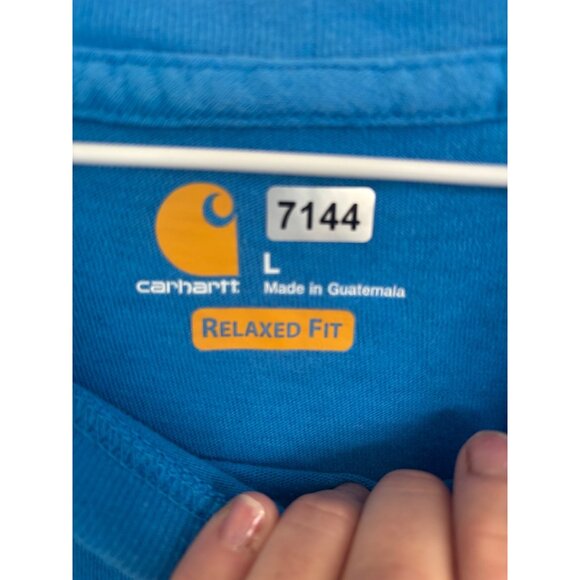 7144
carhartt
L
Made in Guatemala
RELAXED FIT